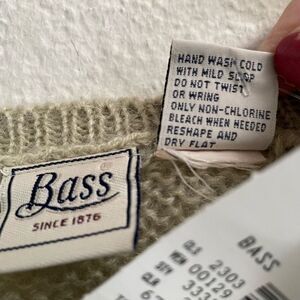 HAND WASH COLD
WITH MILD SOAP
DO NOT TWIST
OR WRING
ONLY NON-CHLORINE
BLEACH WHEN NEEDED
RESHAPE AND
DRY FLAT
Bass
SINCE 1876
BASS
CLS 2303
00129